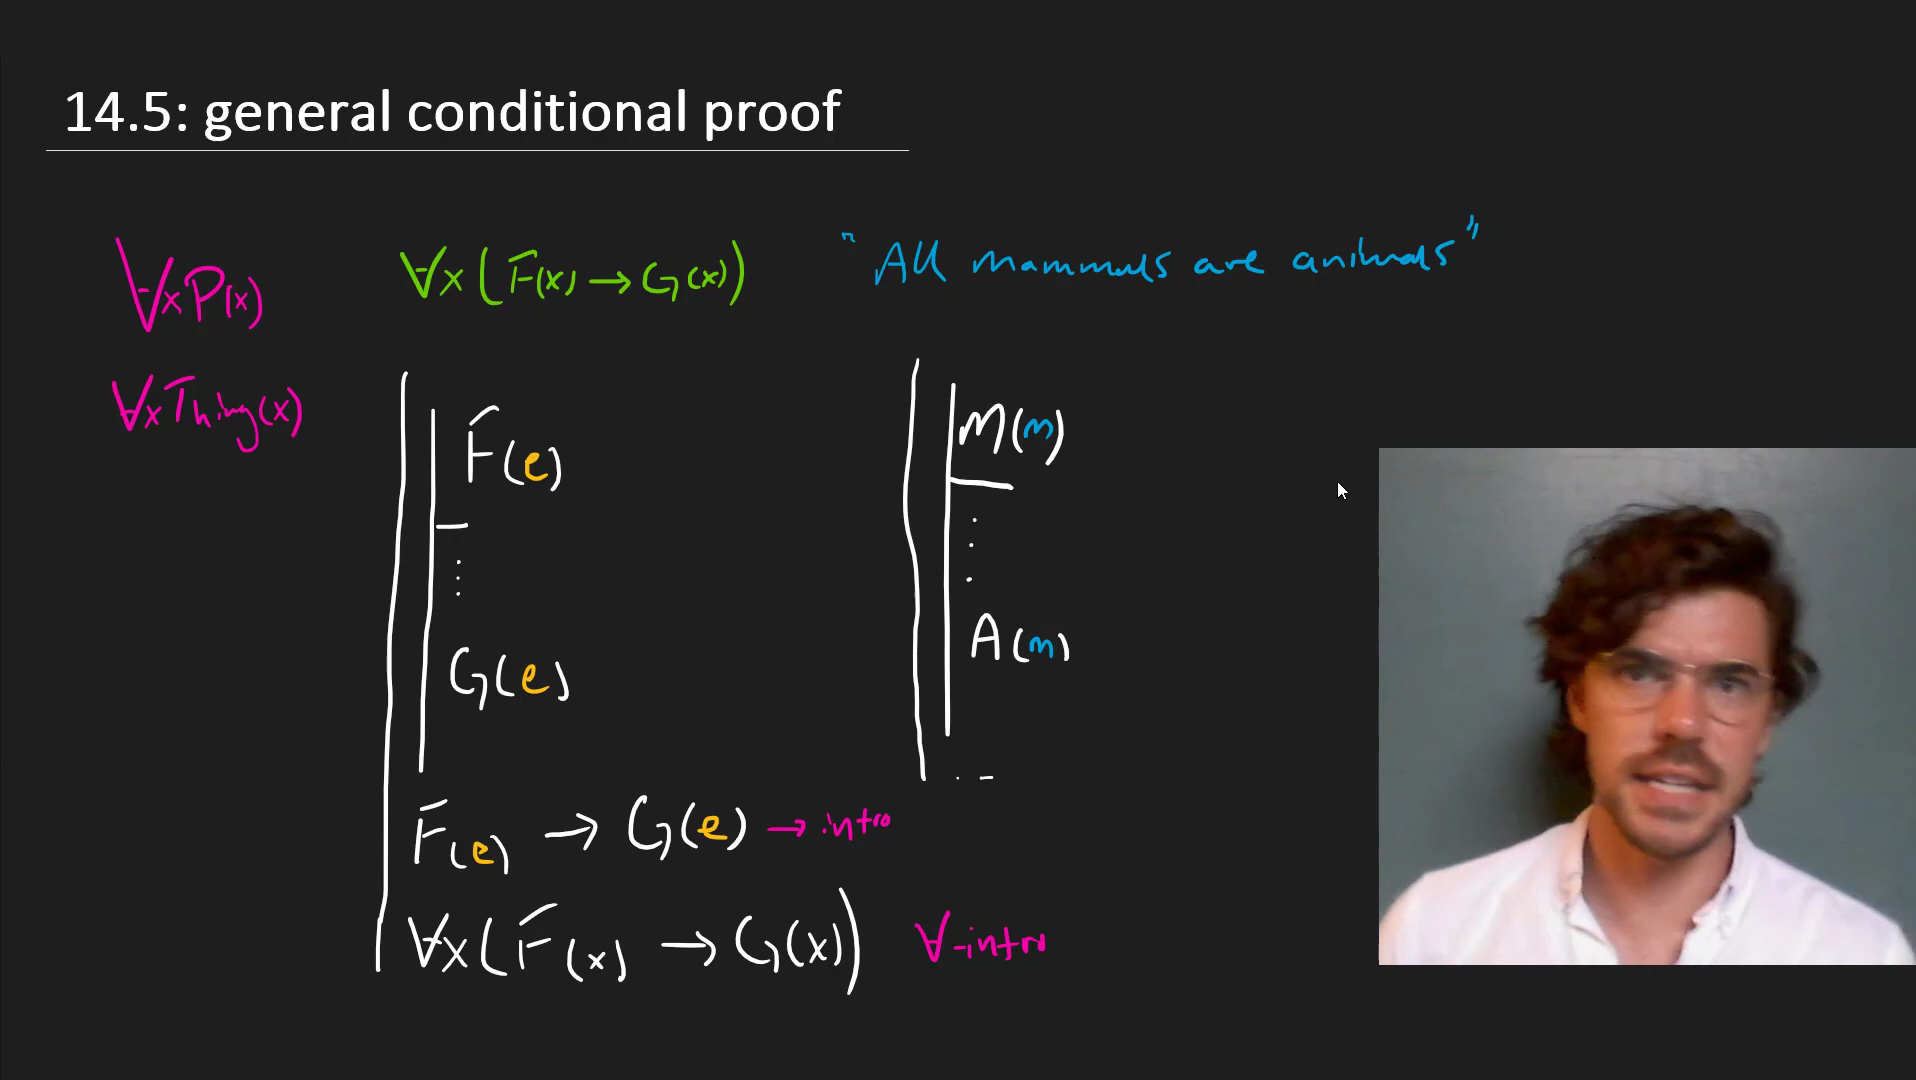 14.5: general conditional proof
∀xP(x)
∀x(F(x) → G(x))
"All mammals are animals"
∀xThing(x)
F(e)
⋮
G(e)
F(e) → G(e) → intro
∀x(F(x) → G(x)) ∀-intro
M(m)
⋮
A(m)